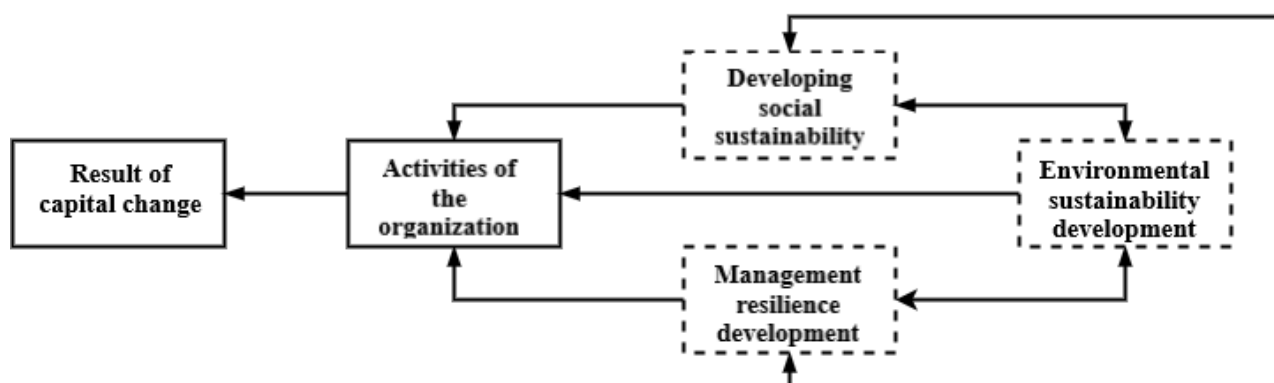 Developing
social
sustainability
Result of
capital change
Activities of
the
organization
Environmental
sustainability
development
Management
resilience
development